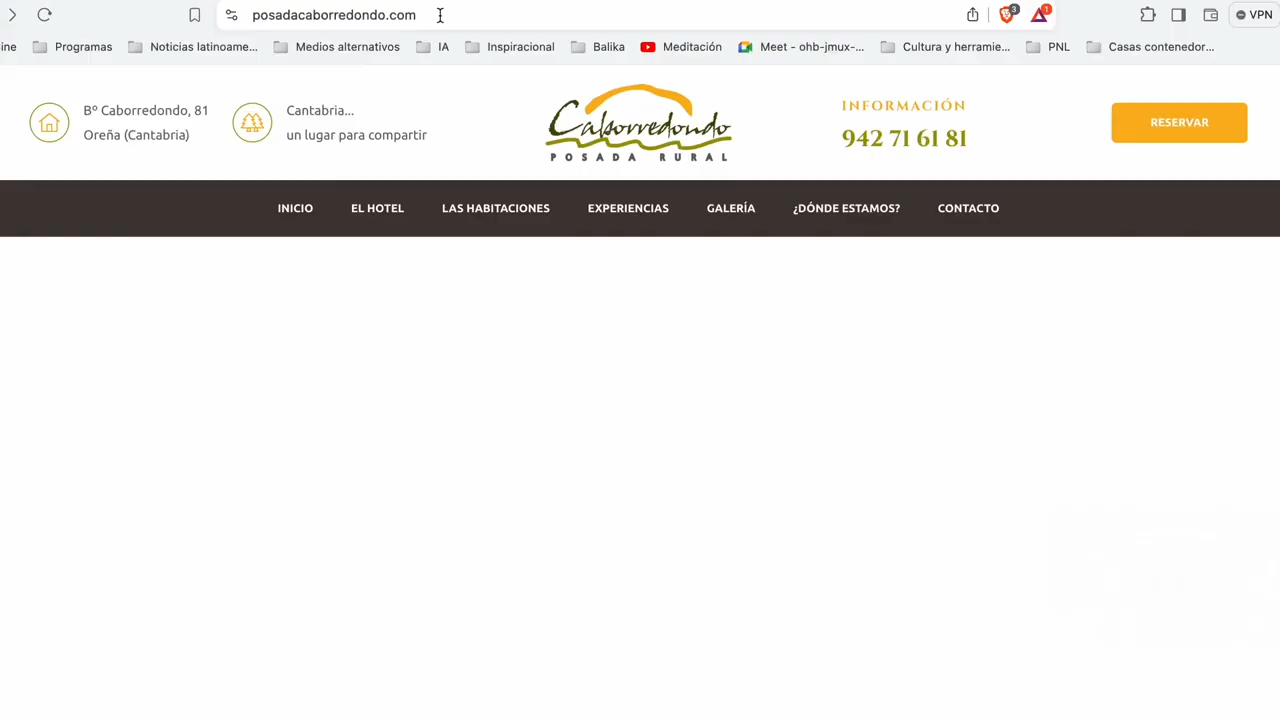 posadacaborredondo.com
3
1
VPN
ine
Programas
Noticias latinoame...
Medios alternativos
IA
Inspiracional
Balika
Meditación
Meet - ohb-jmux-...
Cultura y herramie...
PNL
Casas contenedor...
Bº Caborredondo, 81
Oreña (Cantabria)
Cantabria...
un lugar para compartir
Caborredondo
POSADA RURAL
INFORMACIÓN
942 71 61 81
RESERVAR
INICIO
EL HOTEL
LAS HABITACIONES
EXPERIENCIAS
GALERÍA
¿DÓNDE ESTAMOS?
CONTACTO